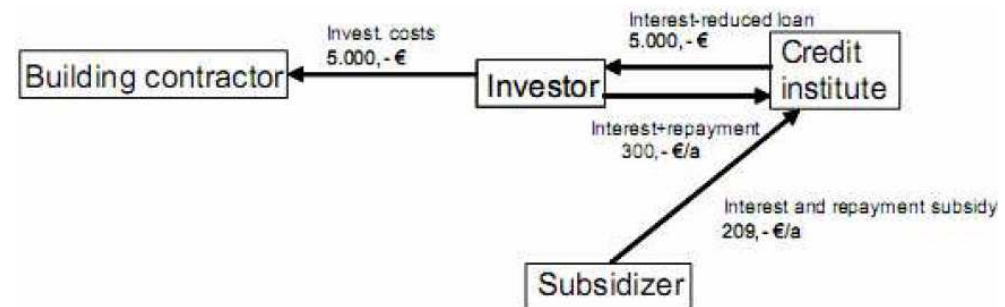 Interest-reduced loan
5.000,- €
Invest. costs
5.000,- €
Building contractor
Investor
Credit
institute
Interest+repayment
300,- €/a
Interest and repayment subsidy
209,- €/a
Subsidizer